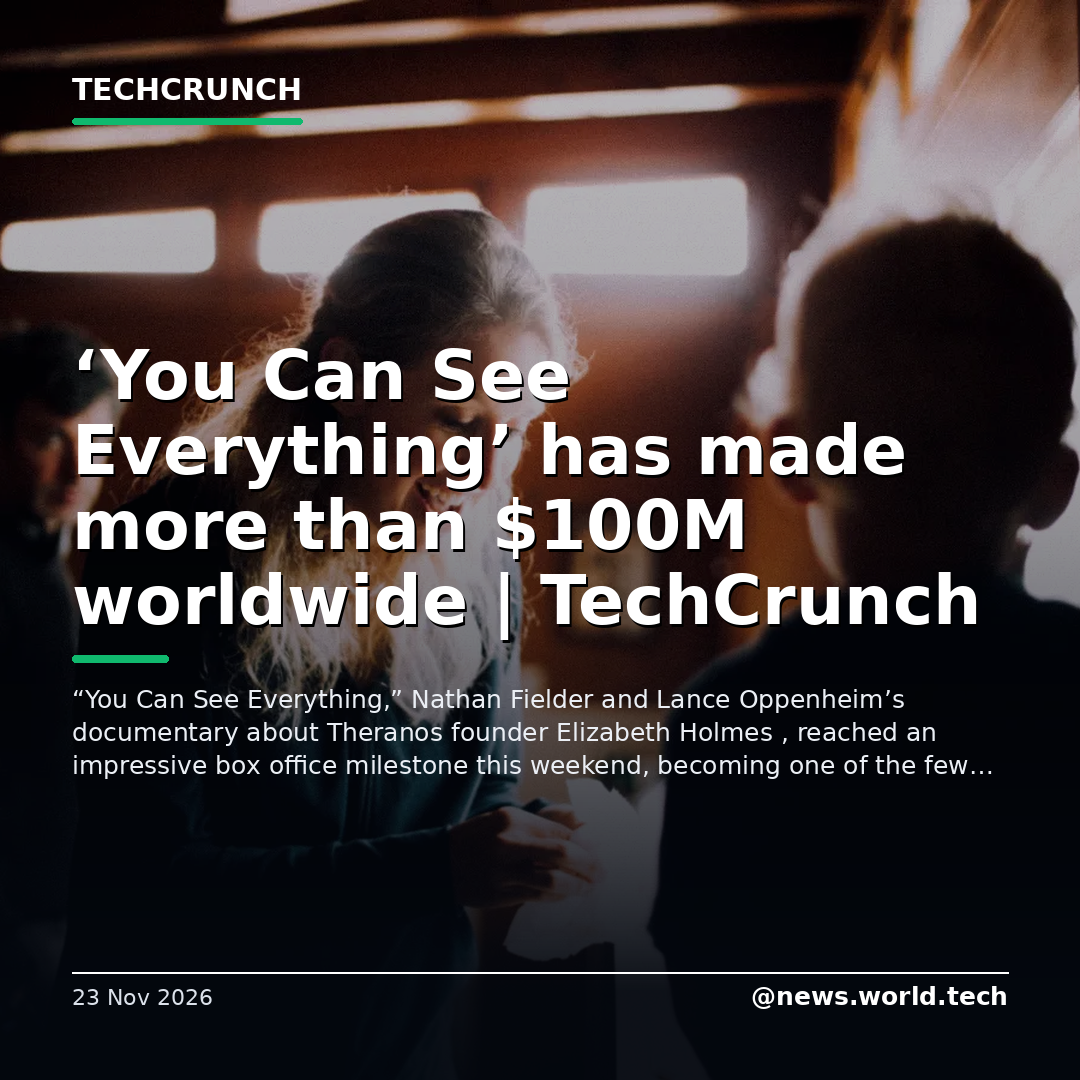 TECHCRUNCH
‘You Can See
Everything’ has made
more than $100M
worldwide | TechCrunch
“You Can See Everything,” Nathan Fielder and Lance Oppenheim’s
documentary about Theranos founder Elizabeth Holmes , reached an
impressive box office milestone this weekend, becoming one of the few…
23 Nov 2026
@news.world.tech